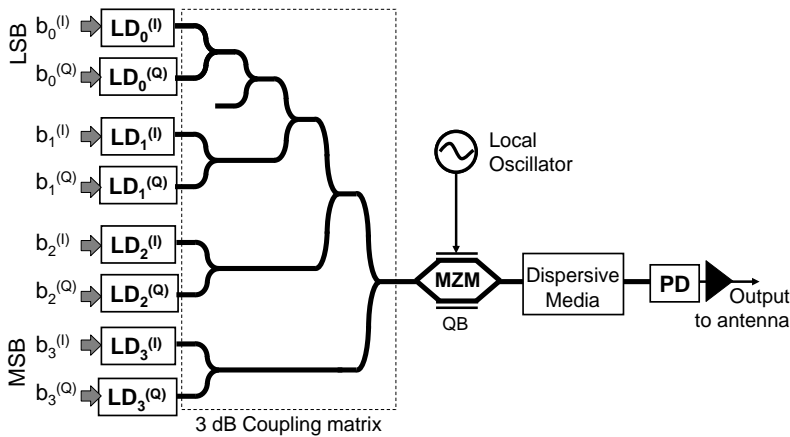 LSB
b₀⁽ᴵ⁾ LD₀⁽ᴵ⁾
b₀⁽Q⁾ LD₀⁽Q⁾
b₁⁽ᴵ⁾ LD₁⁽ᴵ⁾
b₁⁽Q⁾ LD₁⁽Q⁾
b₂⁽ᴵ⁾ LD₂⁽ᴵ⁾
b₂⁽Q⁾ LD₂⁽Q⁾
MSB
b₃⁽ᴵ⁾ LD₃⁽ᴵ⁾
b₃⁽Q⁾ LD₃⁽Q⁾
3 dB Coupling matrix
Local
Oscillator
MZM
QB
Dispersive
Media
PD
Output
to antenna